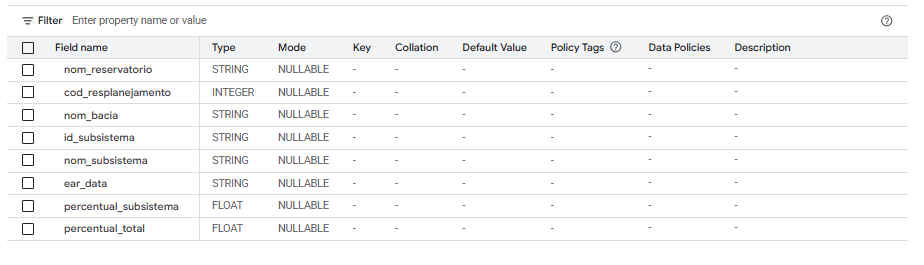 Filter Enter property name or value
Field name Type Mode Key Collation Default Value Policy Tags Data Policies Description
nom_reservatorio STRING NULLABLE - - - - - -
cod_resplanejamento INTEGER NULLABLE - - - - - -
nom_bacia STRING NULLABLE - - - - - -
id_subsistema STRING NULLABLE - - - - - -
nom_subsistema STRING NULLABLE - - - - - -
ear_data STRING NULLABLE - - - - - -
percentual_subsistema FLOAT NULLABLE - - - - - -
percentual_total FLOAT NULLABLE - - - - - -